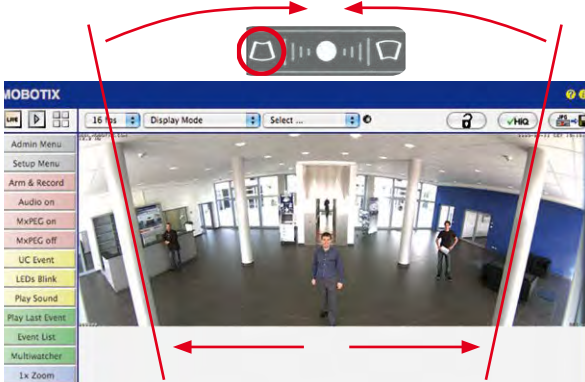 MOBOTIX
LIVE
16 fps
Display Mode
Select ...
HiQ
Admin Menu
Setup Menu
Arm & Record
Audio on
MxPEG on
MxPEG off
UC Event
LEDs Blink
Play Sound
Play Last Event
Event List
Multiwatcher
1x Zoom